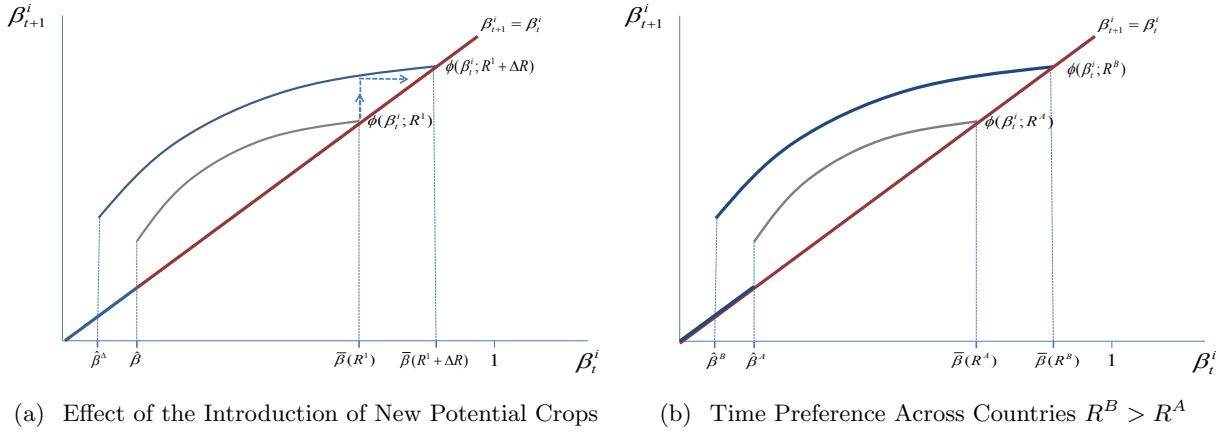 β^i_{t+1}
β^i_{t+1} = β^i_t
ϕ(β^i_t; R^1 + ΔR)
ϕ(β^i_t; R^1)
β̂^Δ
β̂
β̄(R^1)
β̄(R^1 + ΔR)
1
β^i_t
(a) Effect of the Introduction of New Potential Crops
β^i_{t+1}
β^i_{t+1} = β^i_t
ϕ(β^i_t; R^B)
ϕ(β^i_t; R^A)
β̂^B
β̂^A
β̄(R^A)
β̄(R^B)
1
β^i_t
(b) Time Preference Across Countries R^B > R^A